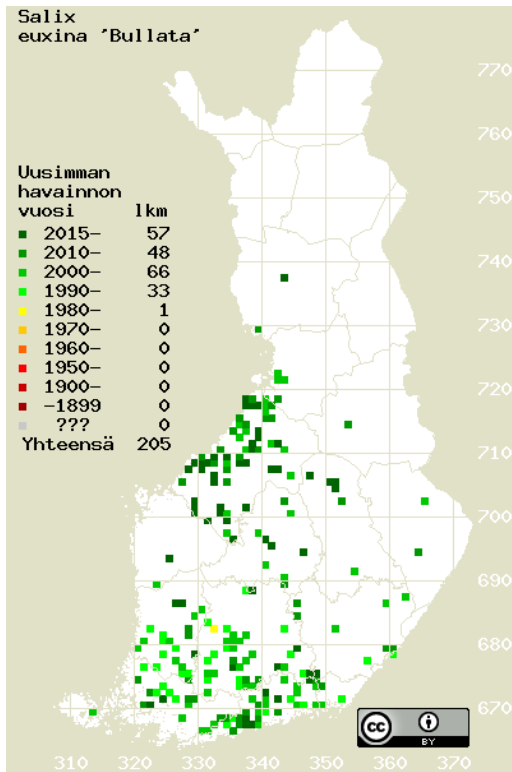 Salix
euxina 'Bullata'
770
760
Uusimman
havainnon
vuosi lkm
750
2015- 57
2010- 48
2000- 66
740
1990- 33
1980- 1
1970- 0
730
1960- 0
1950- 0
1900- 0
720
-1899 0
??? 0
Yhteensä 205
710
700
690
680
670
cc
BY
310 320 330 340 350 360 370